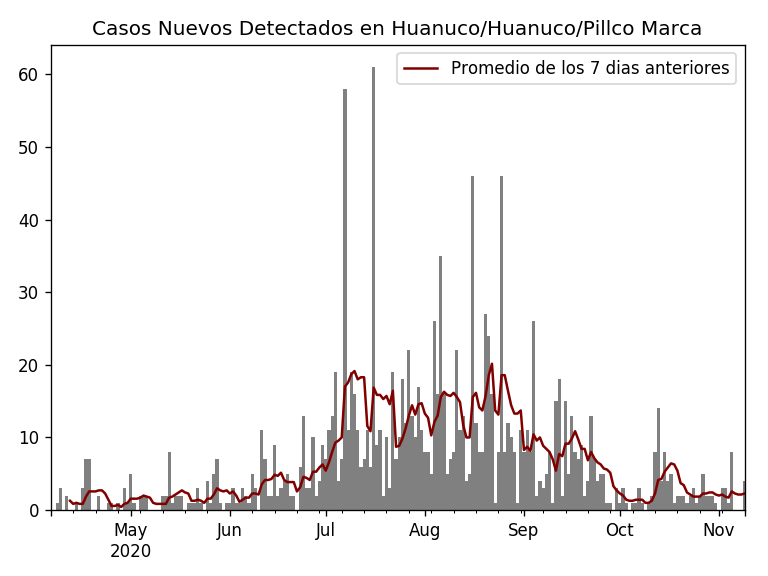 Casos Nuevos Detectados en Huanuco/Huanuco/Pillco Marca
Promedio de los 7 dias anteriores
60
50
40
30
20
10
0
May Jun Jul Aug Sep Oct Nov
2020